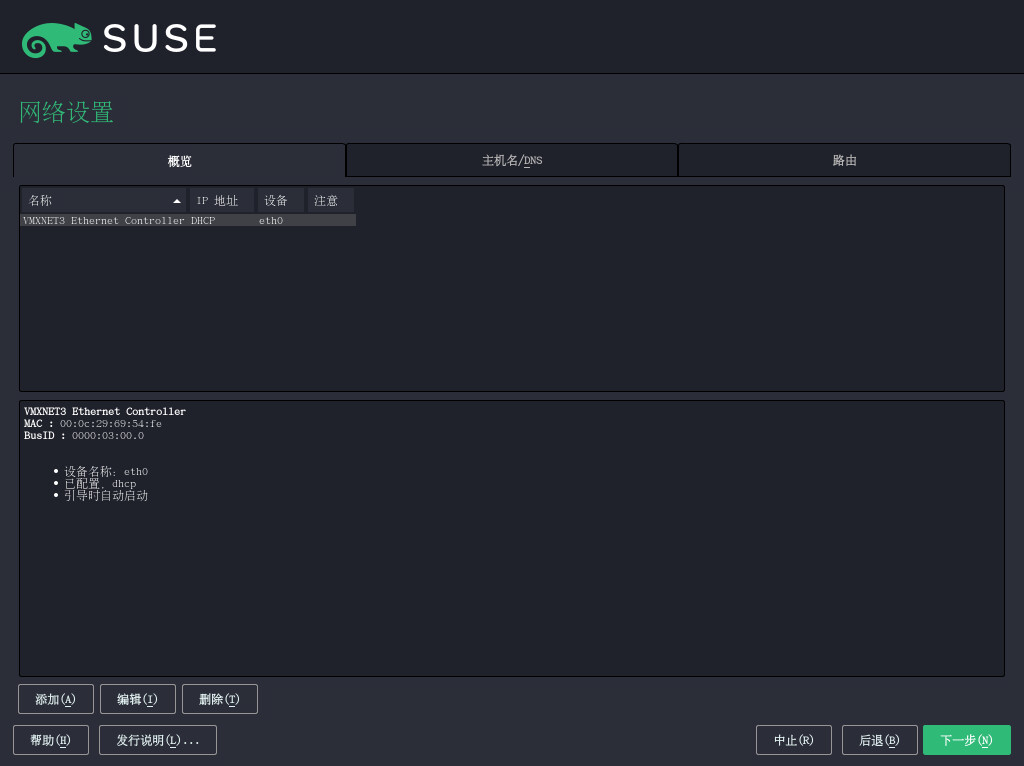 SUSE
网络设置
概览 主机名/DNS 路由
名称 IP 地址 设备 注意
VMXNET3 Ethernet Controller DHCP eth0
VMXNET3 Ethernet Controller
MAC : 00:0c:29:69:54:fe
BusID : 0000:03:00.0
• 设备名称: eth0
• 已配置, dhcp
• 引导时自动启动
添加(A) 编辑(I) 删除(T)
帮助(H) 发行说明(L)... 中止(R) 后退(B) 下一步(N)